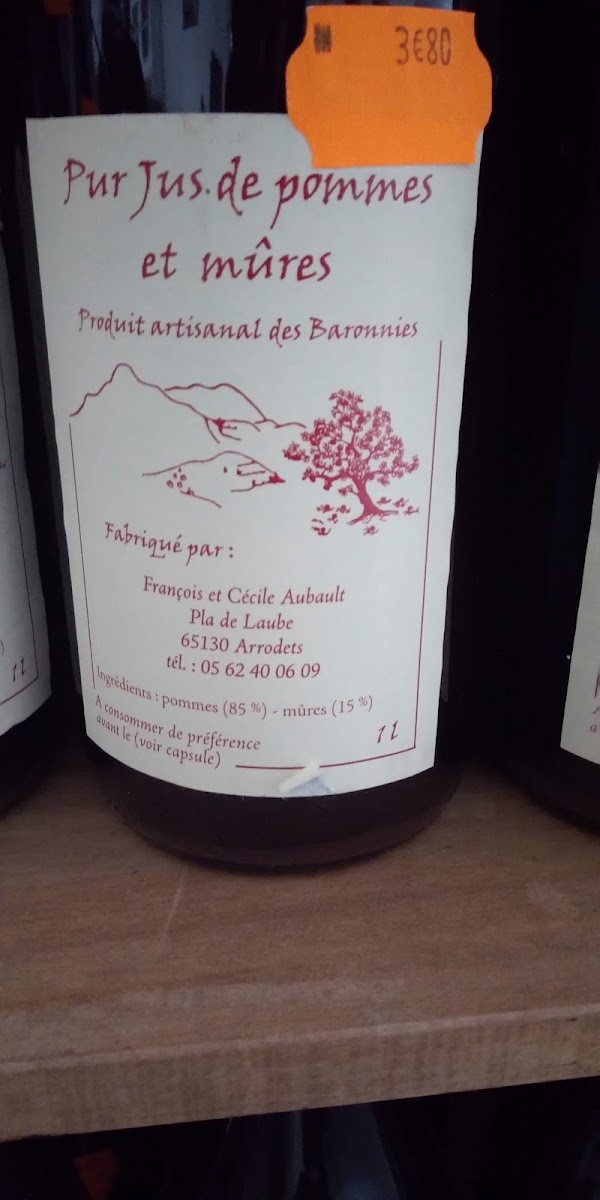 3€80
Pur Jus de pommes
et mûres
Produit artisanal des Baronnies
Fabriqué par :
François et Cécile Aubault
Pla de Laube
65130 Arrodets
tél. : 05 62 40 06 09
Ingrédients : pommes (85 %) - mûres (15 %)
A consommer de préférence
avant le (voir capsule)
1 l
1 l